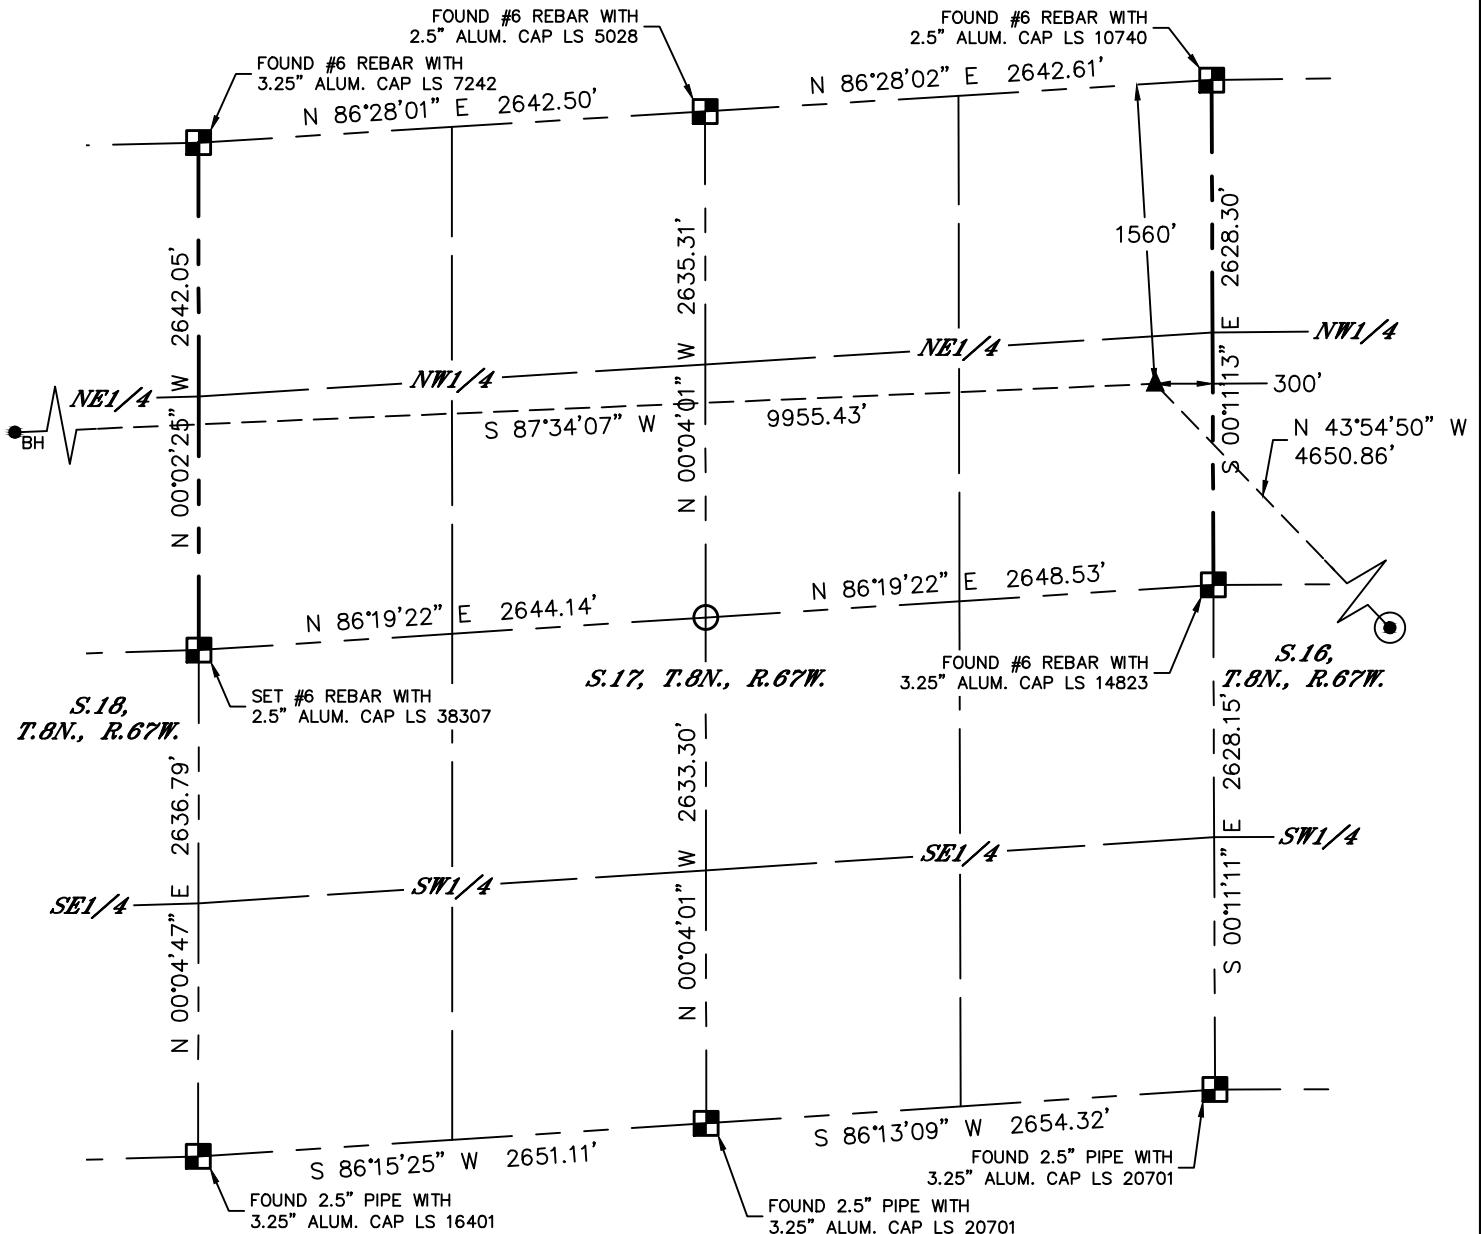 FOUND #6 REBAR WITH
2.5" ALUM. CAP LS 5028
FOUND #6 REBAR WITH
2.5" ALUM. CAP LS 10740
FOUND #6 REBAR WITH
3.25" ALUM. CAP LS 7242
N 86°28'01" E 2642.50'
N 86°28'02" E 2642.61'
1560'
N 00°02'25" W 2642.05'
N 00°04'01" W 2635.31'
S 00°11'13" E 2628.30'
NE1/4
NW1/4
NE1/4
NW1/4
300'
BH
S 87°34'07" W 9955.43'
N 43°54'50" W
4650.86'
N 86°19'22" E 2644.14'
N 86°19'22" E 2648.53'
S.18,
T.8N., R.67W.
SET #6 REBAR WITH
2.5" ALUM. CAP LS 38307
S.17, T.8N., R.67W.
FOUND #6 REBAR WITH
3.25" ALUM. CAP LS 14823
S.16,
T.8N., R.67W.
N 00°04'47" E 2636.79'
N 00°04'01" W 2633.30'
S 00°11'11" E 2628.15'
SE1/4
SW1/4
SE1/4
SW1/4
S 86°15'25" W 2651.11'
S 86°13'09" W 2654.32'
FOUND 2.5" PIPE WITH
3.25" ALUM. CAP LS 20701
FOUND 2.5" PIPE WITH
3.25" ALUM. CAP LS 16401
FOUND 2.5" PIPE WITH
3.25" ALUM. CAP LS 20701